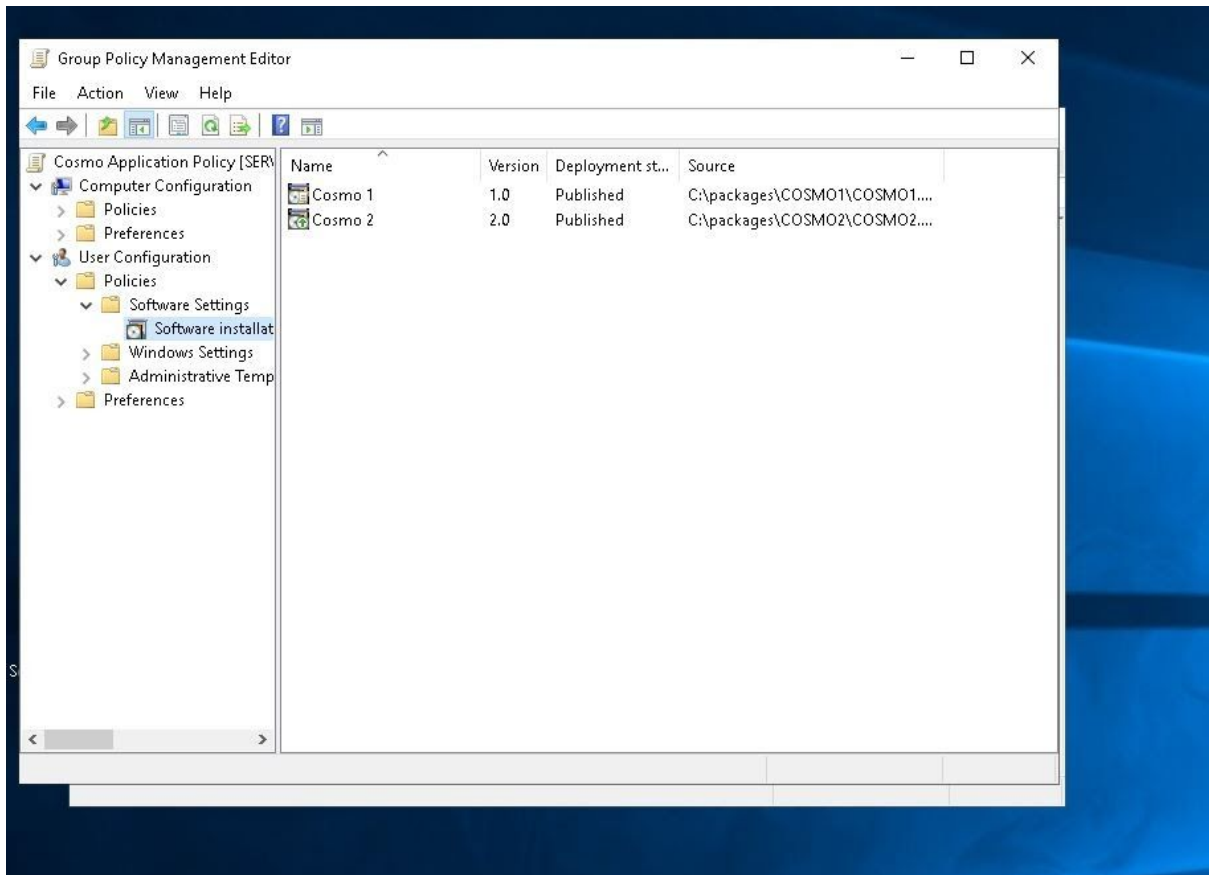 Group Policy Management Editor
File Action View Help
Cosmo Application Policy [SER\
Computer Configuration
Policies
Preferences
User Configuration
Policies
Software Settings
Software installat
Windows Settings
Administrative Temp
Preferences
Name Version Deployment st... Source
Cosmo 1 1.0 Published C:\packages\COSMO1\COSMO1....
Cosmo 2 2.0 Published C:\packages\COSMO2\COSMO2....